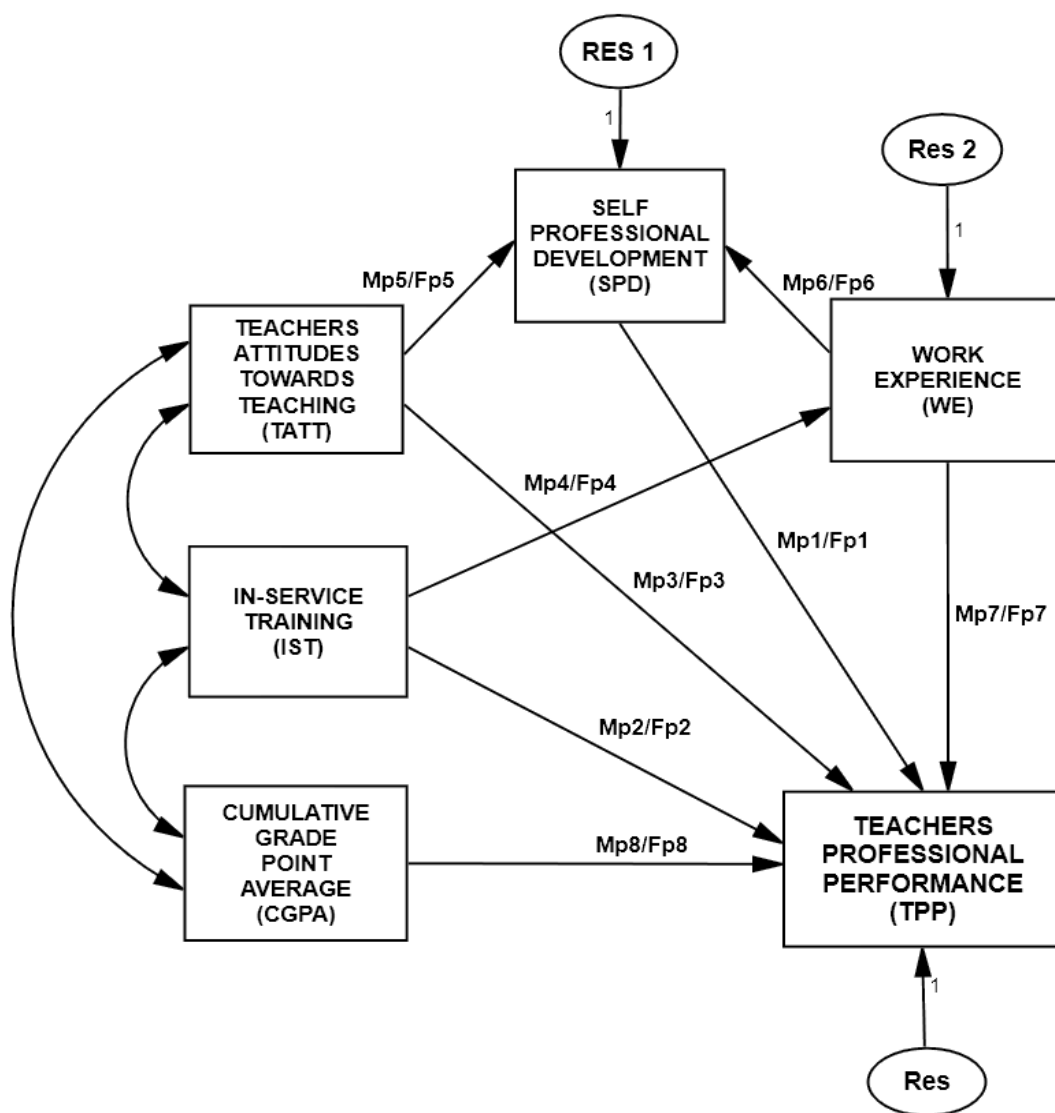 RES 1
1
Res 2
1
SELF
PROFESSIONAL
DEVELOPMENT
(SPD)
Mp5/Fp5
Mp6/Fp6
TEACHERS
ATTITUDES
TOWARDS
TEACHING
(TATT)
WORK
EXPERIENCE
(WE)
Mp4/Fp4
Mp1/Fp1
Mp3/Fp3
Mp7/Fp7
IN-SERVICE
TRAINING
(IST)
Mp2/Fp2
CUMULATIVE
GRADE
POINT
AVERAGE
(CGPA)
Mp8/Fp8
TEACHERS
PROFESSIONAL
PERFORMANCE
(TPP)
1
Res